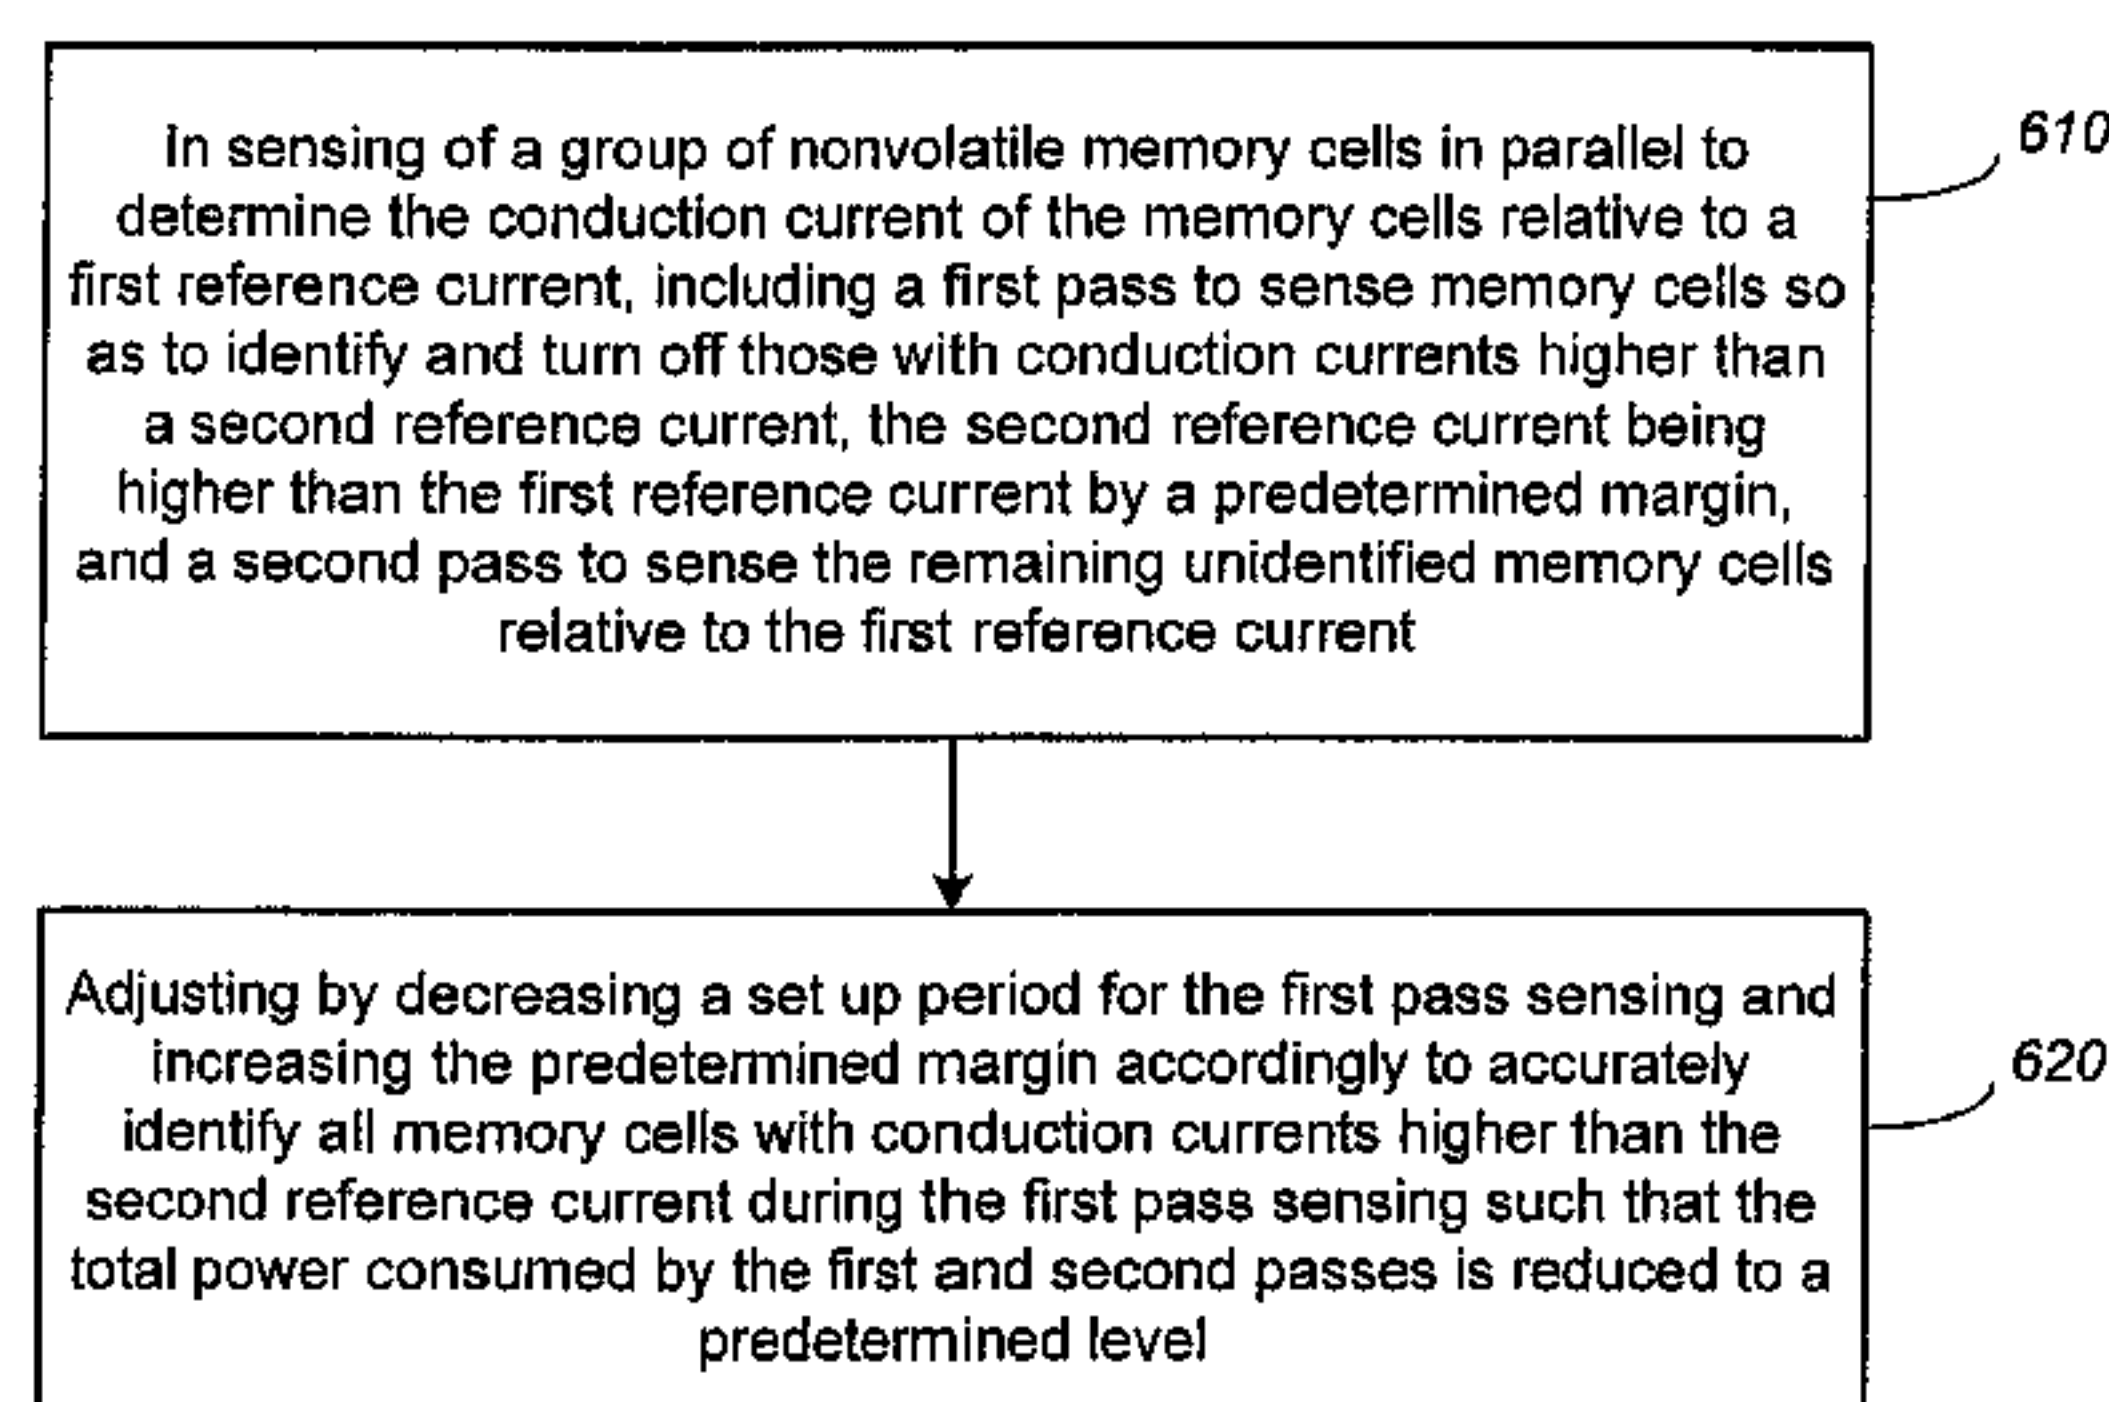 In sensing of a group of nonvolatile memory cells in parallel to
determine the conduction current of the memory cells relative to a
first reference current, including a first pass to sense memory cells so
as to identify and turn off those with conduction currents higher than
a second reference current, the second reference current being
higher than the first reference current by a predetermined margin,
and a second pass to sense the remaining unidentified memory cells
relative to the first reference current
610
Adjusting by decreasing a set up period for the first pass sensing and
increasing the predetermined margin accordingly to accurately
identify all memory cells with conduction currents higher than the
second reference current during the first pass sensing such that the
total power consumed by the first and second passes is reduced to a
predetermined level
620